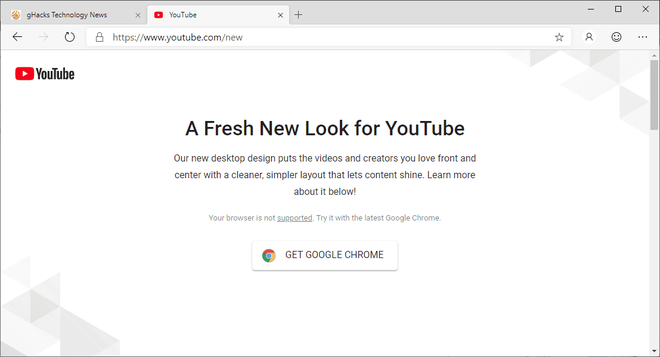 gHacks Technology News
YouTube
https://www.youtube.com/new
YouTube
A Fresh New Look for YouTube
Our new desktop design puts the videos and creators you love front and
center with a cleaner, simpler layout that lets content shine. Learn more
about it below!
Your browser is not supported. Try it with the latest Google Chrome.
GET GOOGLE CHROME